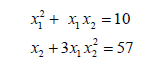 x₁² + x₁x₂ = 10
x₂ + 3x₁x₂² = 57